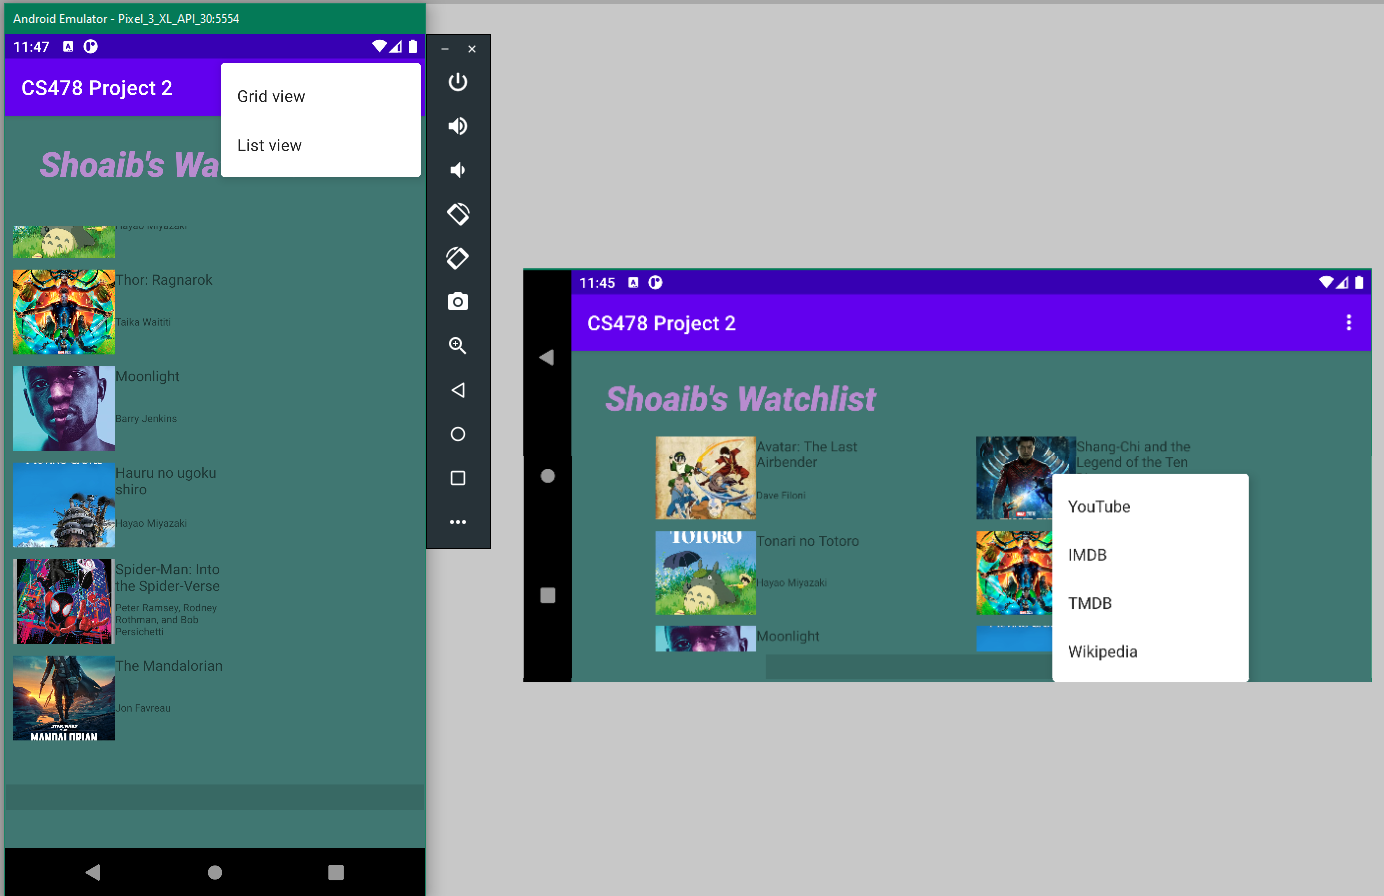 Android Emulator - Pixel_3_XL_API_30:5554
11:47
CS478 Project 2
Grid view
List view
Shoaib's Wa
Hayao Miyazaki
Thor: Ragnarok
Taika Waititi
Moonlight
Barry Jenkins
Hauru no ugoku
shiro
Hayao Miyazaki
Spider-Man: Into
the Spider-Verse
Peter Ramsey, Rodney
Rothman, and Bob
Persichetti
The Mandalorian
Jon Favreau
STAR WARS
MANDALORIAN
11:45
CS478 Project 2
Shoaib's Watchlist
Avatar: The Last
Airbender
Dave Filoni
Shang-Chi and the
Legend of the Ten
TOTORO
Tonari no Totoro
Hayao Miyazaki
Moonlight
YouTube
IMDB
TMDB
Wikipedia